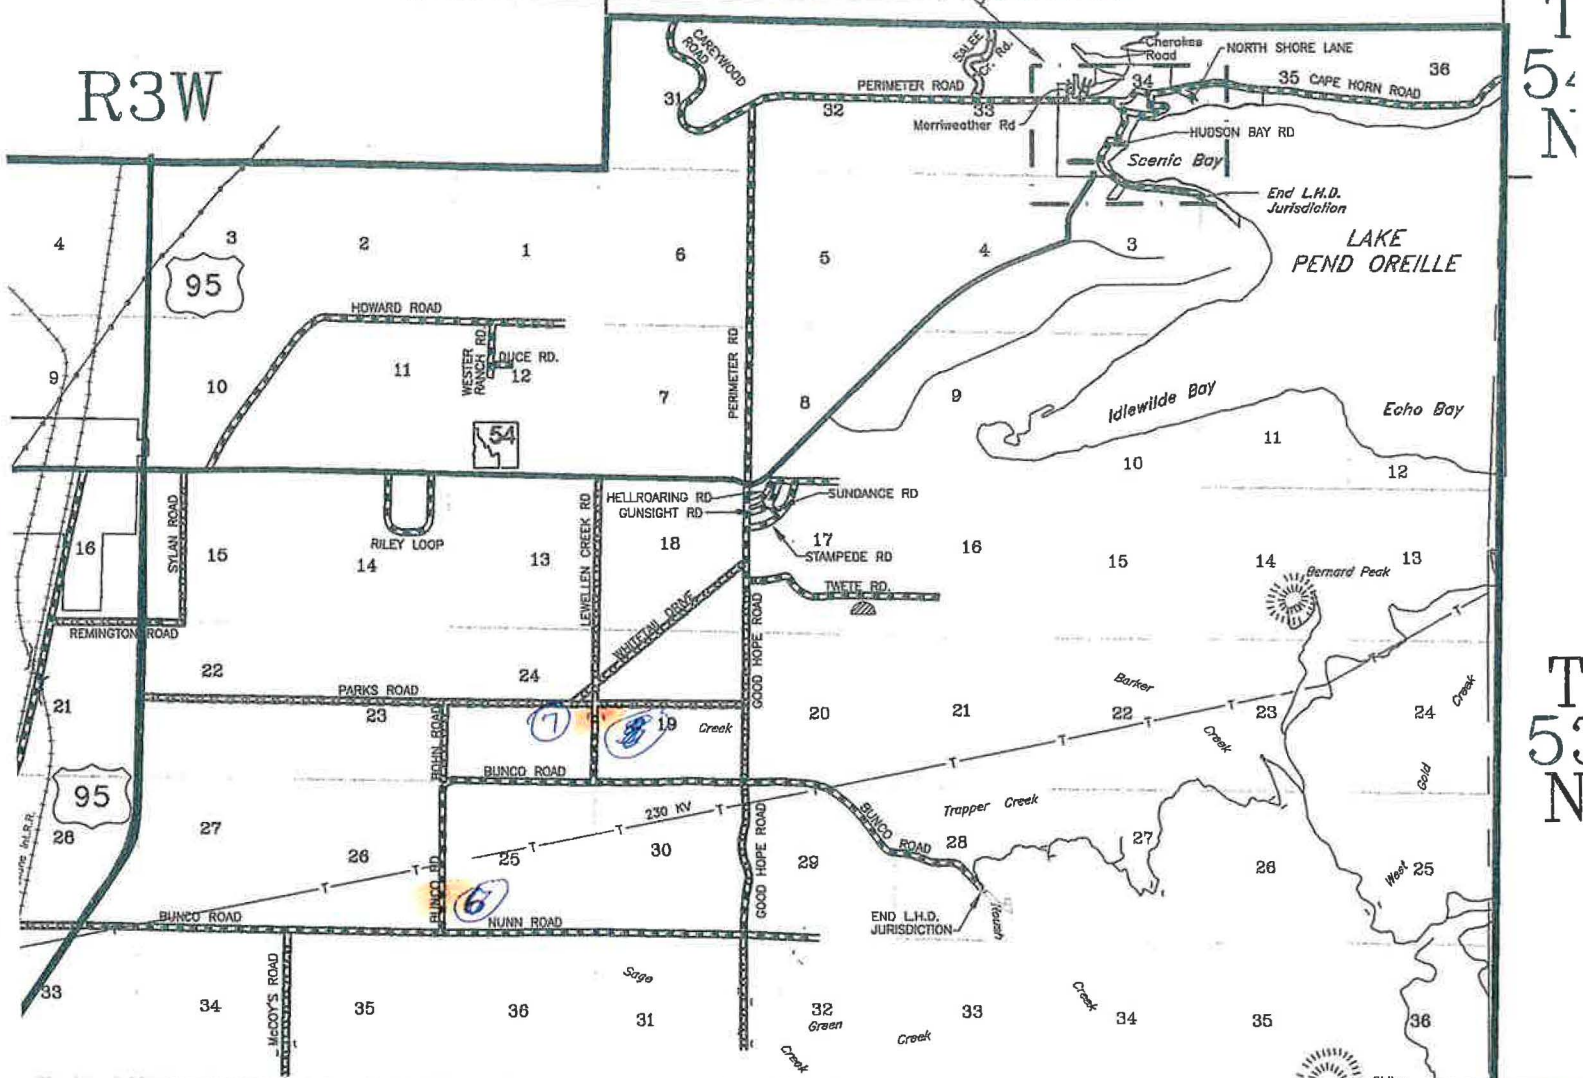 R3W
T
54
N
CAREYWOOD
ROAD
SALEE
Cr. Rd.
Cherokee
Road
NORTH SHORE LANE
31
PERIMETER ROAD
32
33
34
35
CAPE HORN ROAD
36
Merriweather Rd
HUDSON BAY RD
Scenic Bay
End L.H.D.
Jurisdiction
LAKE
PEND OREILLE
4
3
2
1
6
5
4
3
95
HOWARD ROAD
WESTER
RANCH RD.
DUCE RD.
PERIMETER RD
9
10
11
12
7
8
9
Idlewilde Bay
Echo Bay
10
11
12
54
HELLROARING RD
GUNSIGHT RD
SUNDANCE RD
STAMPEDE RD
SYLAN ROAD
RILEY LOOP
LEWELLEN CREEK RD
16
15
14
13
18
17
16
15
14
13
Bernard Peak
TWETE RD.
REMINGTON ROAD
WHITETAIL DRIVE
GOOD HOPE ROAD
22
24
PARKS ROAD
21
23
19
20
21
22
23
24
Barker
Creek
Creek
Gold
Creek
7
BOHN ROAD
BUNCO ROAD
95
T
53
N
230 KV
T
T
T
T
T
T
T
T
T
T
T
BUNCO ROAD
Trapper Creek
28
27
26
25
30
29
28
27
26
25
West
GOOD HOPE ROAD
BUNCO RD
6
BUNCO ROAD
NUNN ROAD
END L.H.D.
JURISDICTION
McCOY'S ROAD
33
34
35
36
31
32
33
34
35
36
Sage
Green
Creek
Creek
Creek